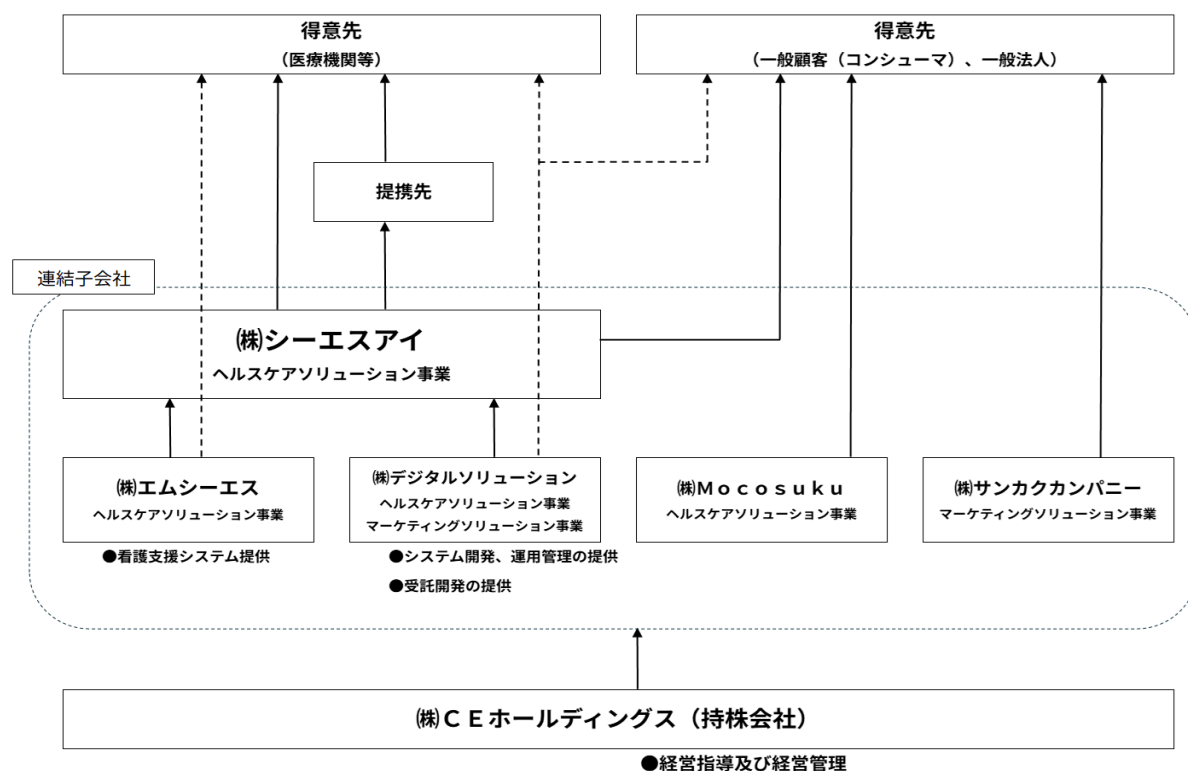 得意先
（医療機関等）
得意先
（一般顧客（コンシューマ）、一般法人）
提携先
連結子会社
㈱シーエスアイ
ヘルスケアソリューション事業
㈱エムシーエス
ヘルスケアソリューション事業
●看護支援システム提供
㈱デジタルソリューション
ヘルスケアソリューション事業
マーケティングソリューション事業
●システム開発、運用管理の提供
●受託開発の提供
㈱Ｍｏｃｏｓｕｋｕ
ヘルスケアソリューション事業
㈱サンカクカンパニー
マーケティングソリューション事業
㈱ＣＥホールディングス（持株会社）
●経営指導及び経営管理